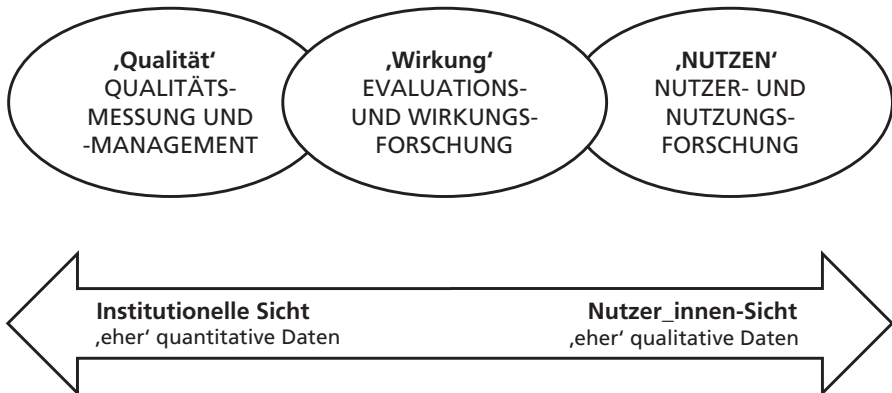 ‚Qualität‘
QUALITÄTS-
MESSUNG UND
-MANAGEMENT
‚Wirkung‘
EVALUATIONS-
UND WIRKUNGS-
FORSCHUNG
‚NUTZEN‘
NUTZER- UND
NUTZUNGS-
FORSCHUNG
Institutionelle Sicht
‚eher‘ quantitative Daten
Nutzer_innen-Sicht
‚eher‘ qualitative Daten